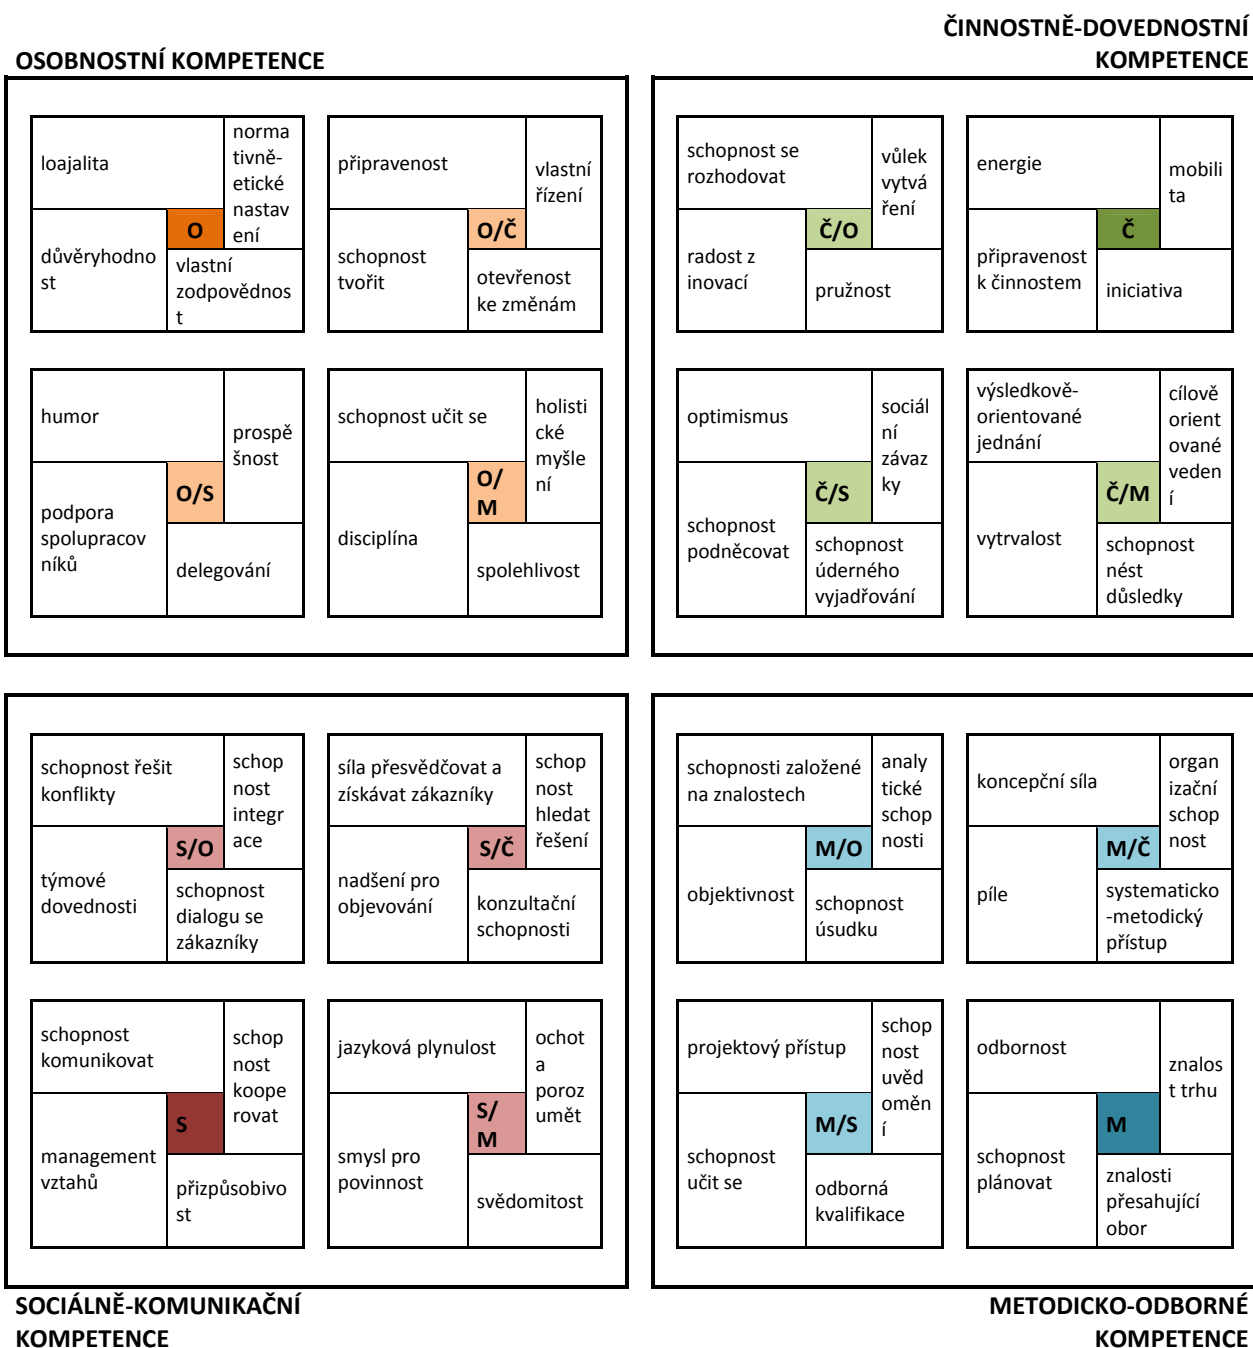 OSOBNOSTNÍ KOMPETENCE
ČINNOSTNĚ-DOVEDNOSTNÍ
KOMPETENCE
loajalita
norma
tivně-
etické
nastav
ení
O
důvěryhodno
st
vlastní
zodpovědnos
t
připravenost
vlastní
řízení
O/Č
schopnost
tvořit
otevřenost
ke změnám
schopnost se
rozhodovat
vůlek
vytvá
ření
Č/O
radost z
inovací
pružnost
energie
mobili
ta
Č
připravenost
k činnostem
iniciativa
humor
prospě
šnost
O/S
podpora
spolupracov
níků
delegování
schopnost učit se
holisti
cké
myšle
ní
O/
M
disciplína
spolehlivost
optimismus
sociál
ní
závaz
ky
Č/S
schopnost
podněcovat
schopnost
úderného
vyjadřování
výsledkově-
orientované
jednání
cílově
orient
ované
veden
í
Č/M
vytrvalost
schopnost
nést
důsledky
schopnost řešit
konflikty
schop
nost
integr
ace
S/O
týmové
dovednosti
schopnost
dialogu se
zákazníky
síla přesvědčovat a
získávat zákazníky
schop
nost
hledat
řešení
S/Č
nadšení pro
objevování
konzultační
schopnosti
schopnosti založené
na znalostech
analy
tické
schop
nosti
M/O
objektivnost
schopnost
úsudku
koncepční síla
organ
izační
schop
nost
M/Č
píle
systematicko
-metodický
přístup
schopnost
komunikovat
schop
nost
koope
rovat
S
management
vztahů
přizpůsobivo
st
jazyková plynulost
ochot
a
poroz
umět
S/
M
smysl pro
povinnost
svědomitost
projektový přístup
schop
nost
uvěd
oměn
í
M/S
schopnost
učit se
odborná
kvalifikace
odbornost
znalos
t trhu
M
schopnost
plánovat
znalosti
přesahující
obor
SOCIÁLNĚ-KOMUNIKAČNÍ
KOMPETENCE
METODICKO-ODBORNÉ
KOMPETENCE